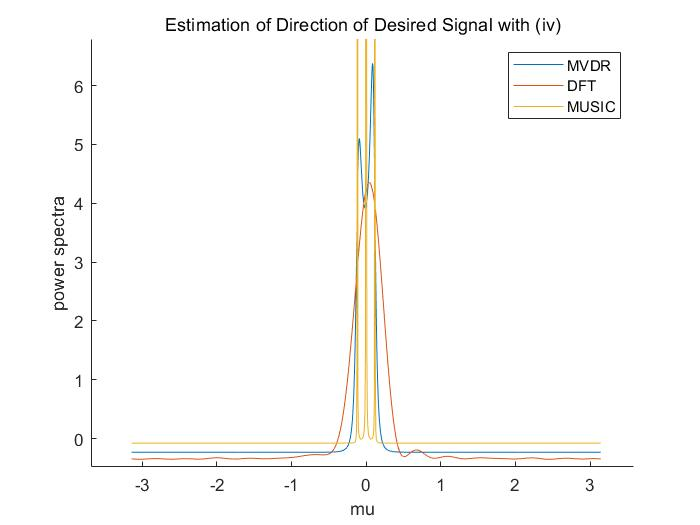 Estimation of Direction of Desired Signal with (iv)
MVDR
DFT
MUSIC
power spectra
6
5
4
3
2
1
0
-3 -2 -1 0 1 2 3
mu